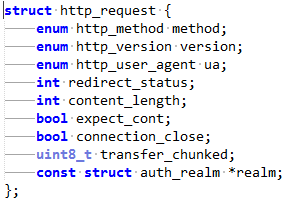 struct http_request {
	enum http_method method;
	enum http_version version;
	enum http_user_agent ua;
	int redirect_status;
	int content_length;
	bool expect_cont;
	bool connection_close;
	uint8_t transfer_chunked;
	const struct auth_realm *realm;
};